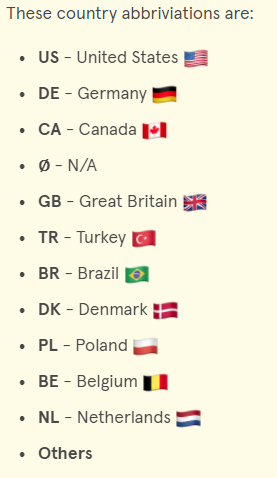 These country abbriviations are:
• US - United States 🇺🇸
• DE - Germany 🇩🇪
• CA - Canada 🇨🇦
• Ø - N/A
• GB - Great Britain 🇬🇧
• TR - Turkey 🇹🇷
• BR - Brazil 🇧🇷
• DK - Denmark 🇩🇰
• PL - Poland 🇵🇱
• BE - Belgium 🇧🇪
• NL - Netherlands 🇳🇱
• Others